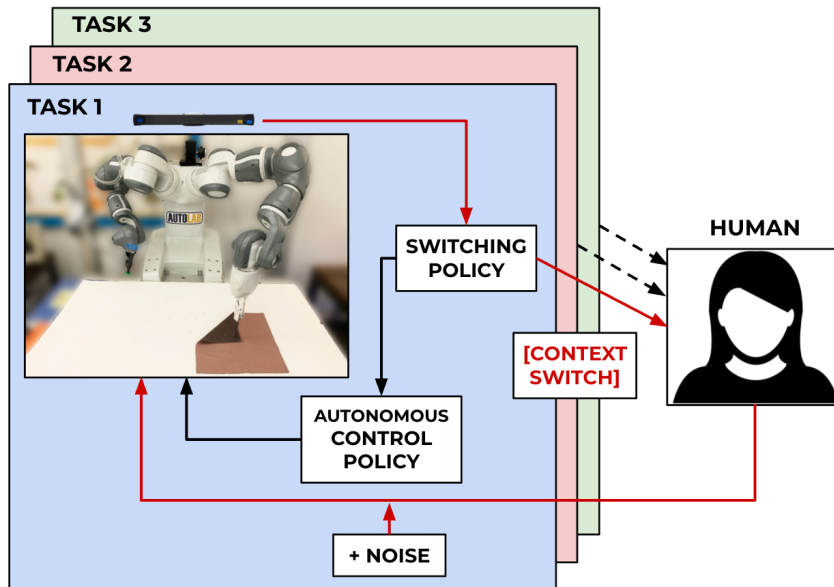 TASK 3
TASK 2
TASK 1
AUTOLAB
SWITCHING
POLICY
HUMAN
[CONTEXT
SWITCH]
AUTONOMOUS
CONTROL
POLICY
+ NOISE